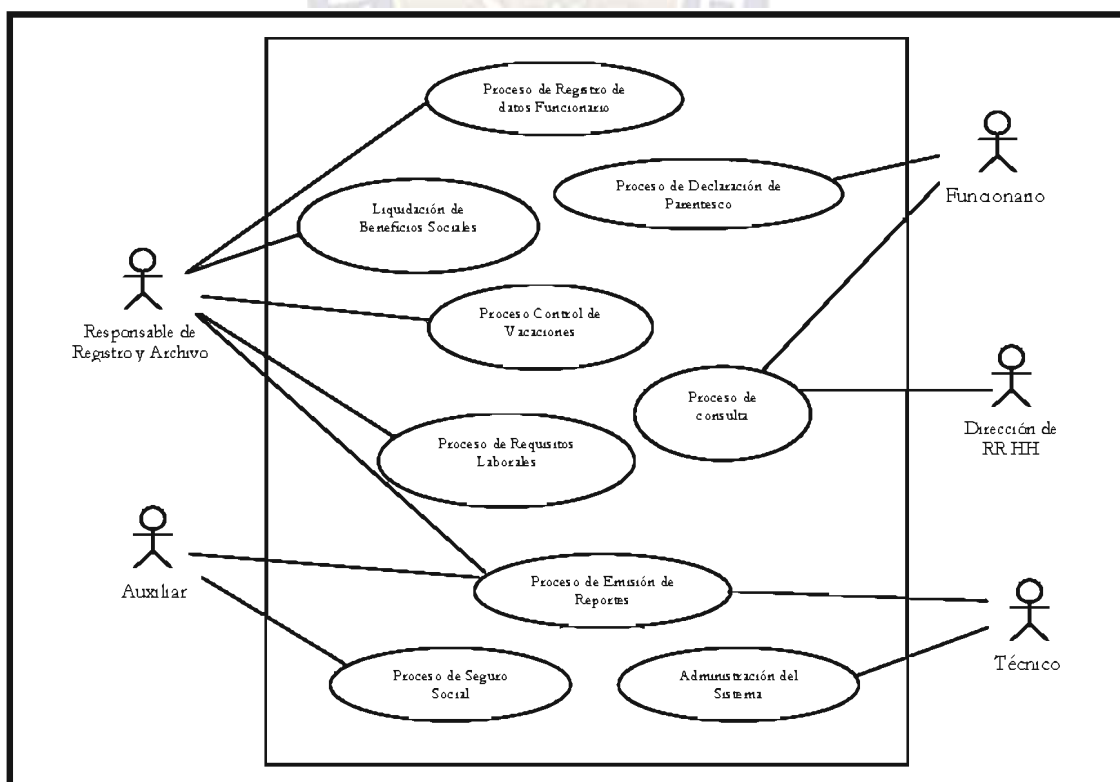 Proceso de Registro de
datos Funcionario
Proceso de Declaración de
Parentesco
Funcionario
Liquidación de
Beneficios Sociales
Responsable de
Registro y Archivo
Proceso Control de
Vacaciones
Proceso de
consulta
Dirección de
RR HH
Proceso de Requisitos
Laborales
Auxiliar
Proceso de Emisión de
Reportes
Técnico
Proceso de Seguro
Social
Administración del
Sistema